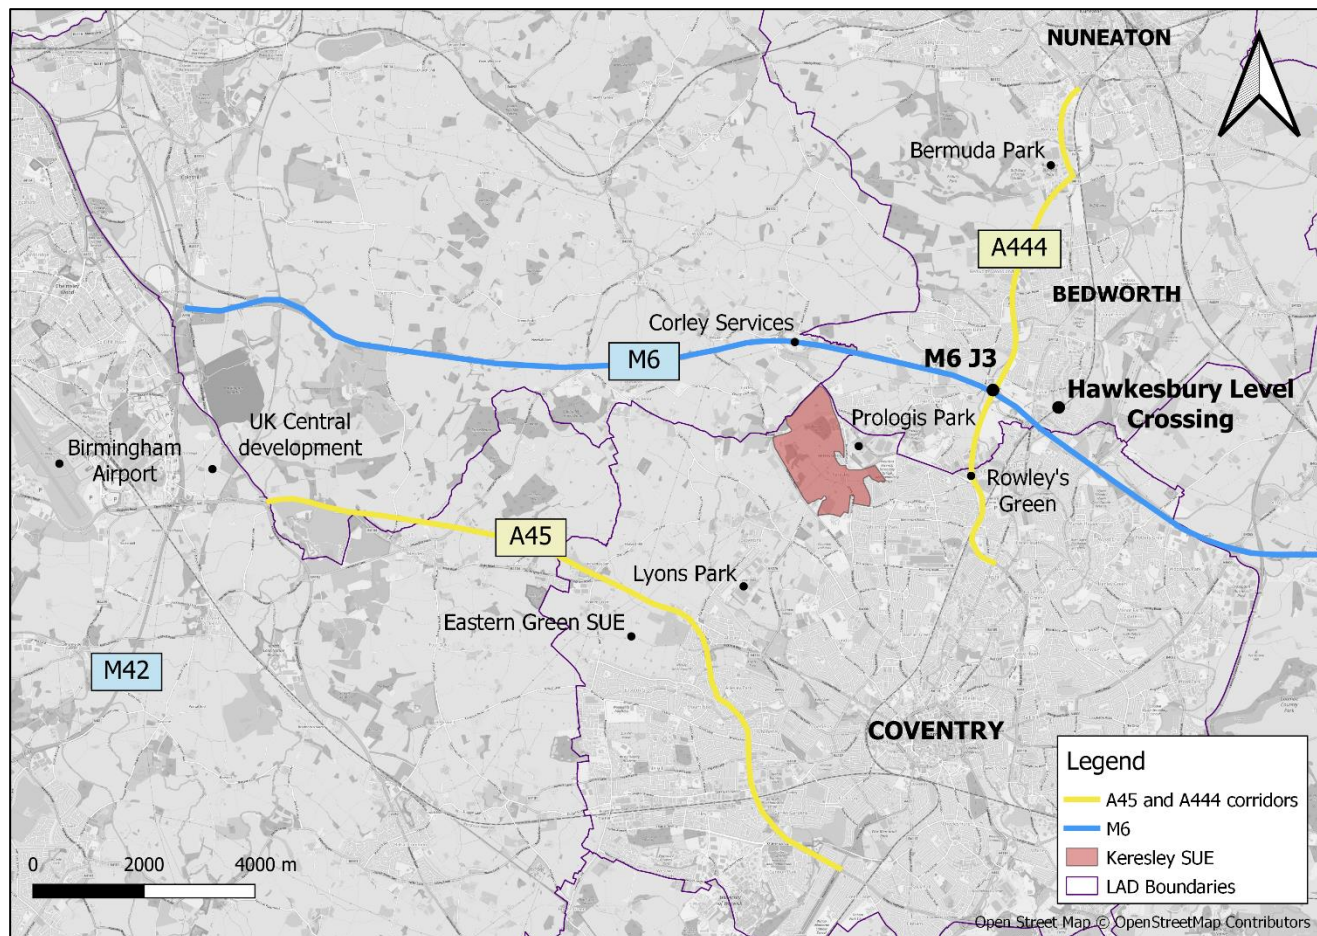 NUNEATON
Bermuda Park
A444
BEDWORTH
Corley Services
M6
M6 J3
Hawkesbury Level
Crossing
Prologis Park
UK Central
development
Birmingham
Airport
Rowley's
Green
A45
Lyons Park
Eastern Green SUE
M42
COVENTRY
Legend
A45 and A444 corridors
M6
Keresley SUE
LAD Boundaries
0 2000 4000 m
Open Street Map © OpenStreetMap Contributors